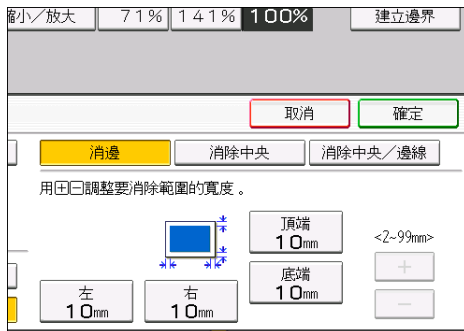 縮小／放大 71% 141% 100% 建立邊界
取消 確定
消邊 消除中央 消除中央／邊線
用+-調整要消除範圍的寬度。
頂端
10mm
<2~99mm>
底端
10mm
+
左
10mm
右
10mm
-